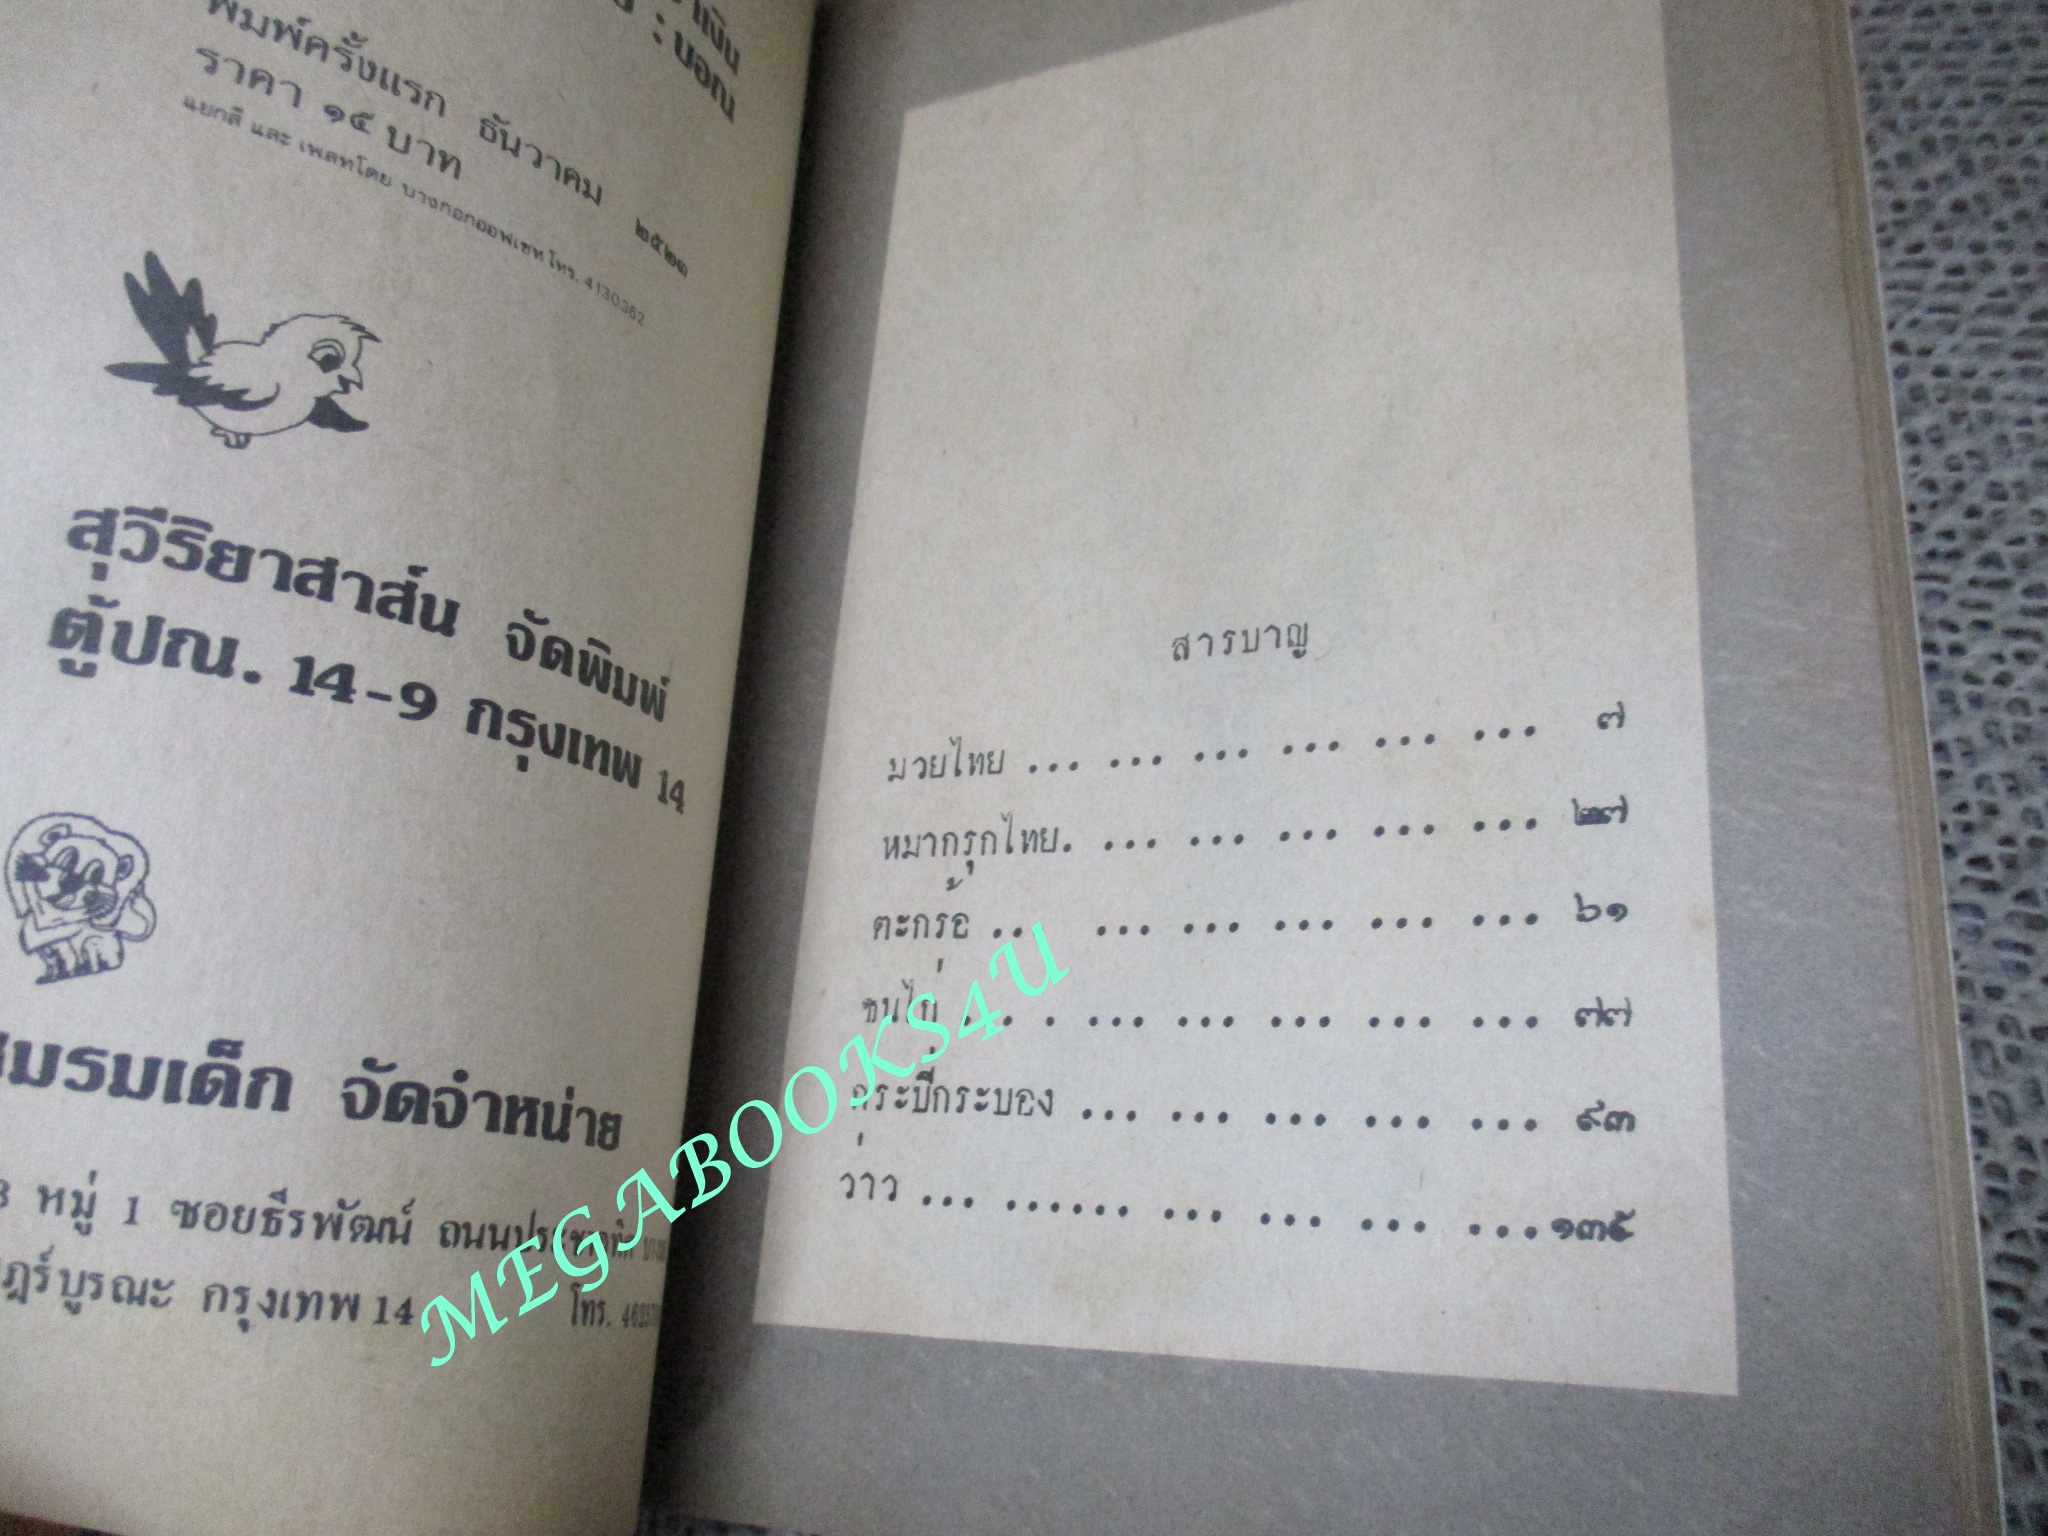 : บอณ
พิมพ์ครั้งแรก ธันวาคม ๒๕๒๓
ราคา ๑๕ บาท
แยกสี และ เพลทโดย บางกอกออฟเซท โทร. 4130362
สุวีริยาสาส์น จัดพิมพ์
ตู้ปณ. 14-9 กรุงเทพ 14
ชมรมเด็ก จัดจำหน่าย
หมู่ 1 ซอยธีรพัฒน์ ถนนประชาอุทิศ
กรุงเทพ 14 โทร.
สารบาญ
มวยไทย ... ... ... ... ... ... ๗
หมากรุกไทย. ... ... ... ... ... ๒๗
ตะกร้อ ... ... ... ... ... ... ๖๑
ชนไก่ ... . ... ... ... ... ... ๗๗
กระบี่กระบอง ... ... ... ... ... ๙๓
ว่าว ... ...... ... ... ... ... ๑๓๕
MEGABOOKS4U